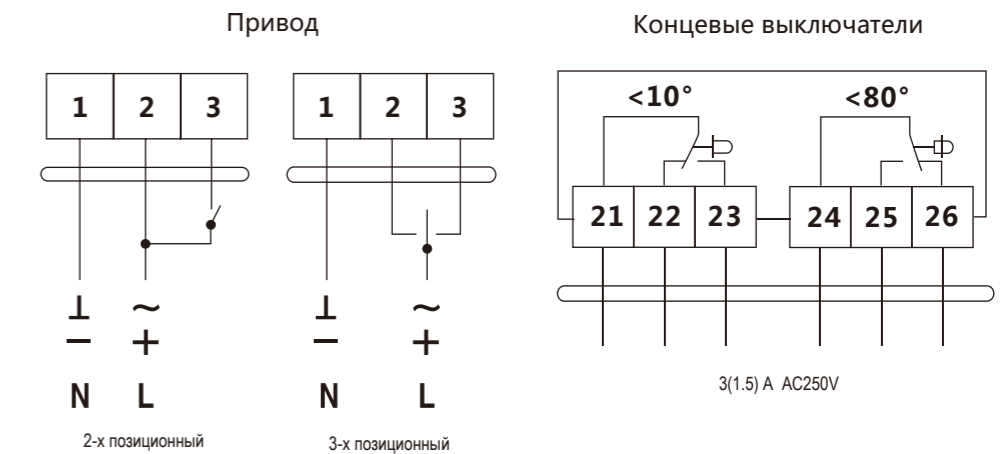 Привод
Концевые выключатели
1 2 3
1 2 3
<10° <80°
21 22 23 24 25 26
⊥ ~
⊥ ~
− +
− +
N L
N L
3(1.5) A AC250V
2-х позиционный
3-х позиционный